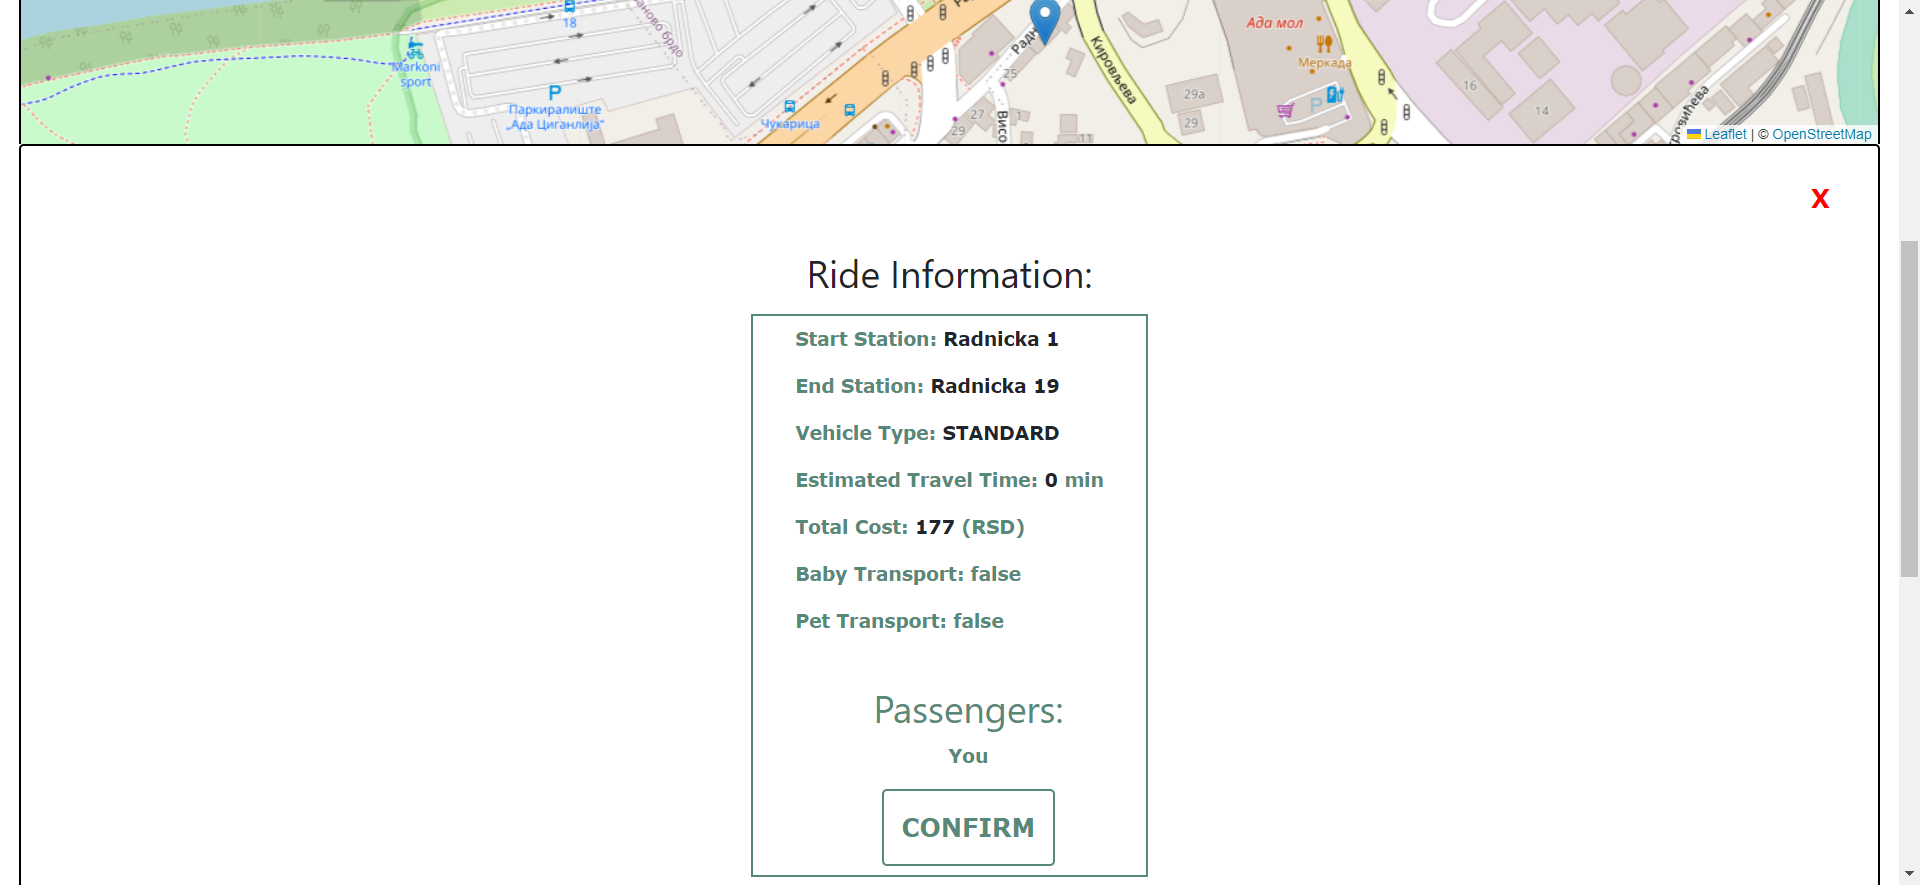 18
Markoni
sport
P
Паркиралиште
„Ада Циганлија“
Чукарица
25
27
29
1
11
Кировљева
29a
29
Ада мол
Меркада
P
16
14
Leaflet | © OpenStreetMap
X
Ride Information:
Start Station: Radnicka 1
End Station: Radnicka 19
Vehicle Type: STANDARD
Estimated Travel Time: 0 min
Total Cost: 177 (RSD)
Baby Transport: false
Pet Transport: false
Passengers:
You
CONFIRM